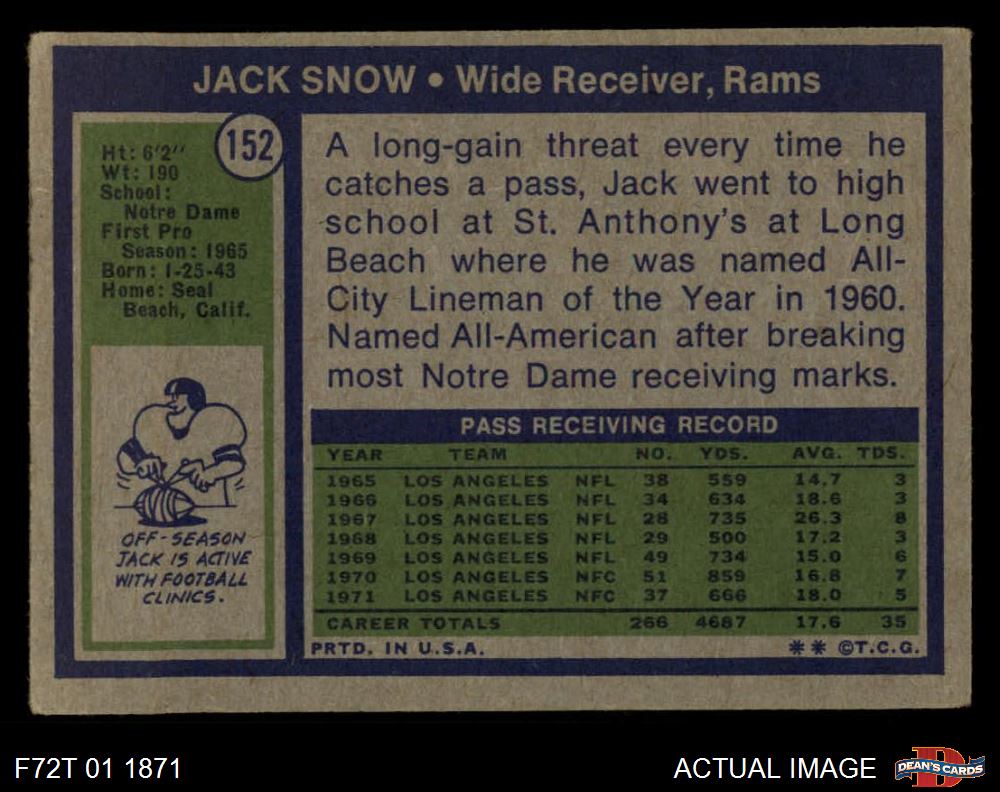 JACK SNOW • Wide Receiver, Rams
152
Ht: 6'2"
Wt: 190
School:
Notre Dame
First Pro
Season: 1965
Born: 1-25-43
Home: Seal
Beach, Calif.
OFF-SEASON
JACK IS ACTIVE
WITH FOOTBALL
CLINICS.
A long-gain threat every time he
catches a pass, Jack went to high
school at St. Anthony's at Long
Beach where he was named All-
City Lineman of the Year in 1960.
Named All-American after breaking
most Notre Dame receiving marks.
PASS RECEIVING RECORD
YEAR TEAM NO. YDS. AVG. TDS.
1965 LOS ANGELES NFL 38 559 14.7 3
1966 LOS ANGELES NFL 34 634 18.6 3
1967 LOS ANGELES NFL 28 735 26.3 8
1968 LOS ANGELES NFL 29 500 17.2 3
1969 LOS ANGELES NFL 49 734 15.0 6
1970 LOS ANGELES NFC 51 859 16.8 7
1971 LOS ANGELES NFC 37 666 18.0 5
CAREER TOTALS 266 4687 17.6 35
PRTD. IN U.S.A. ** ©T.C.G.
F72T 01 1871 ACTUAL IMAGE
D
DEAN'S CARDS